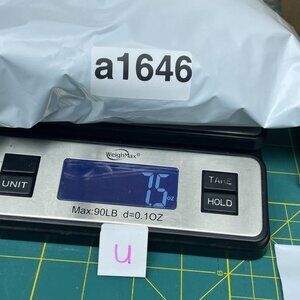 a1646
WeighMax®
UNIT
7.5 oz
TARE
HOLD
Max:90LB d=0.1OZ
u